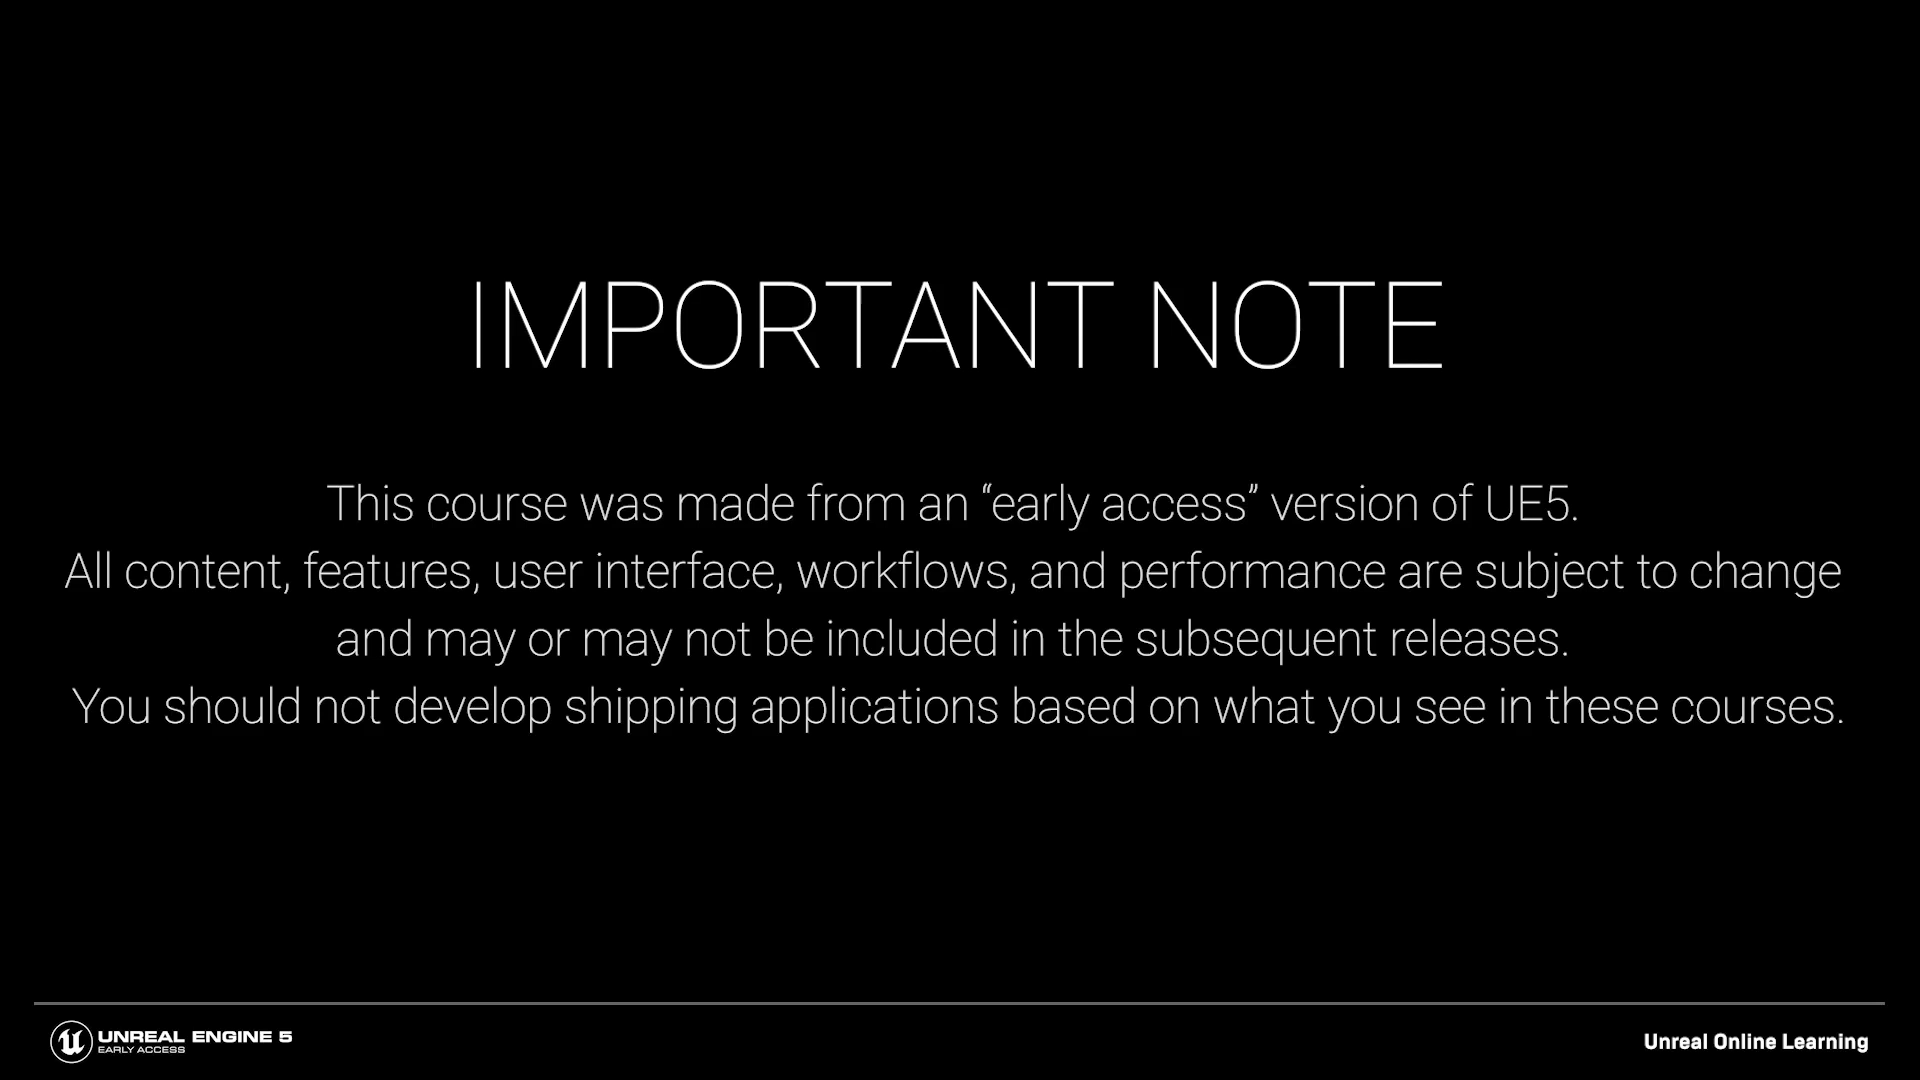 IMPORTANT NOTE
This course was made from an “early access” version of UE5.
All content, features, user interface, workflows, and performance are subject to change
and may or may not be included in the subsequent releases.
You should not develop shipping applications based on what you see in these courses.
UNREAL ENGINE 5
EARLY ACCESS
Unreal Online Learning